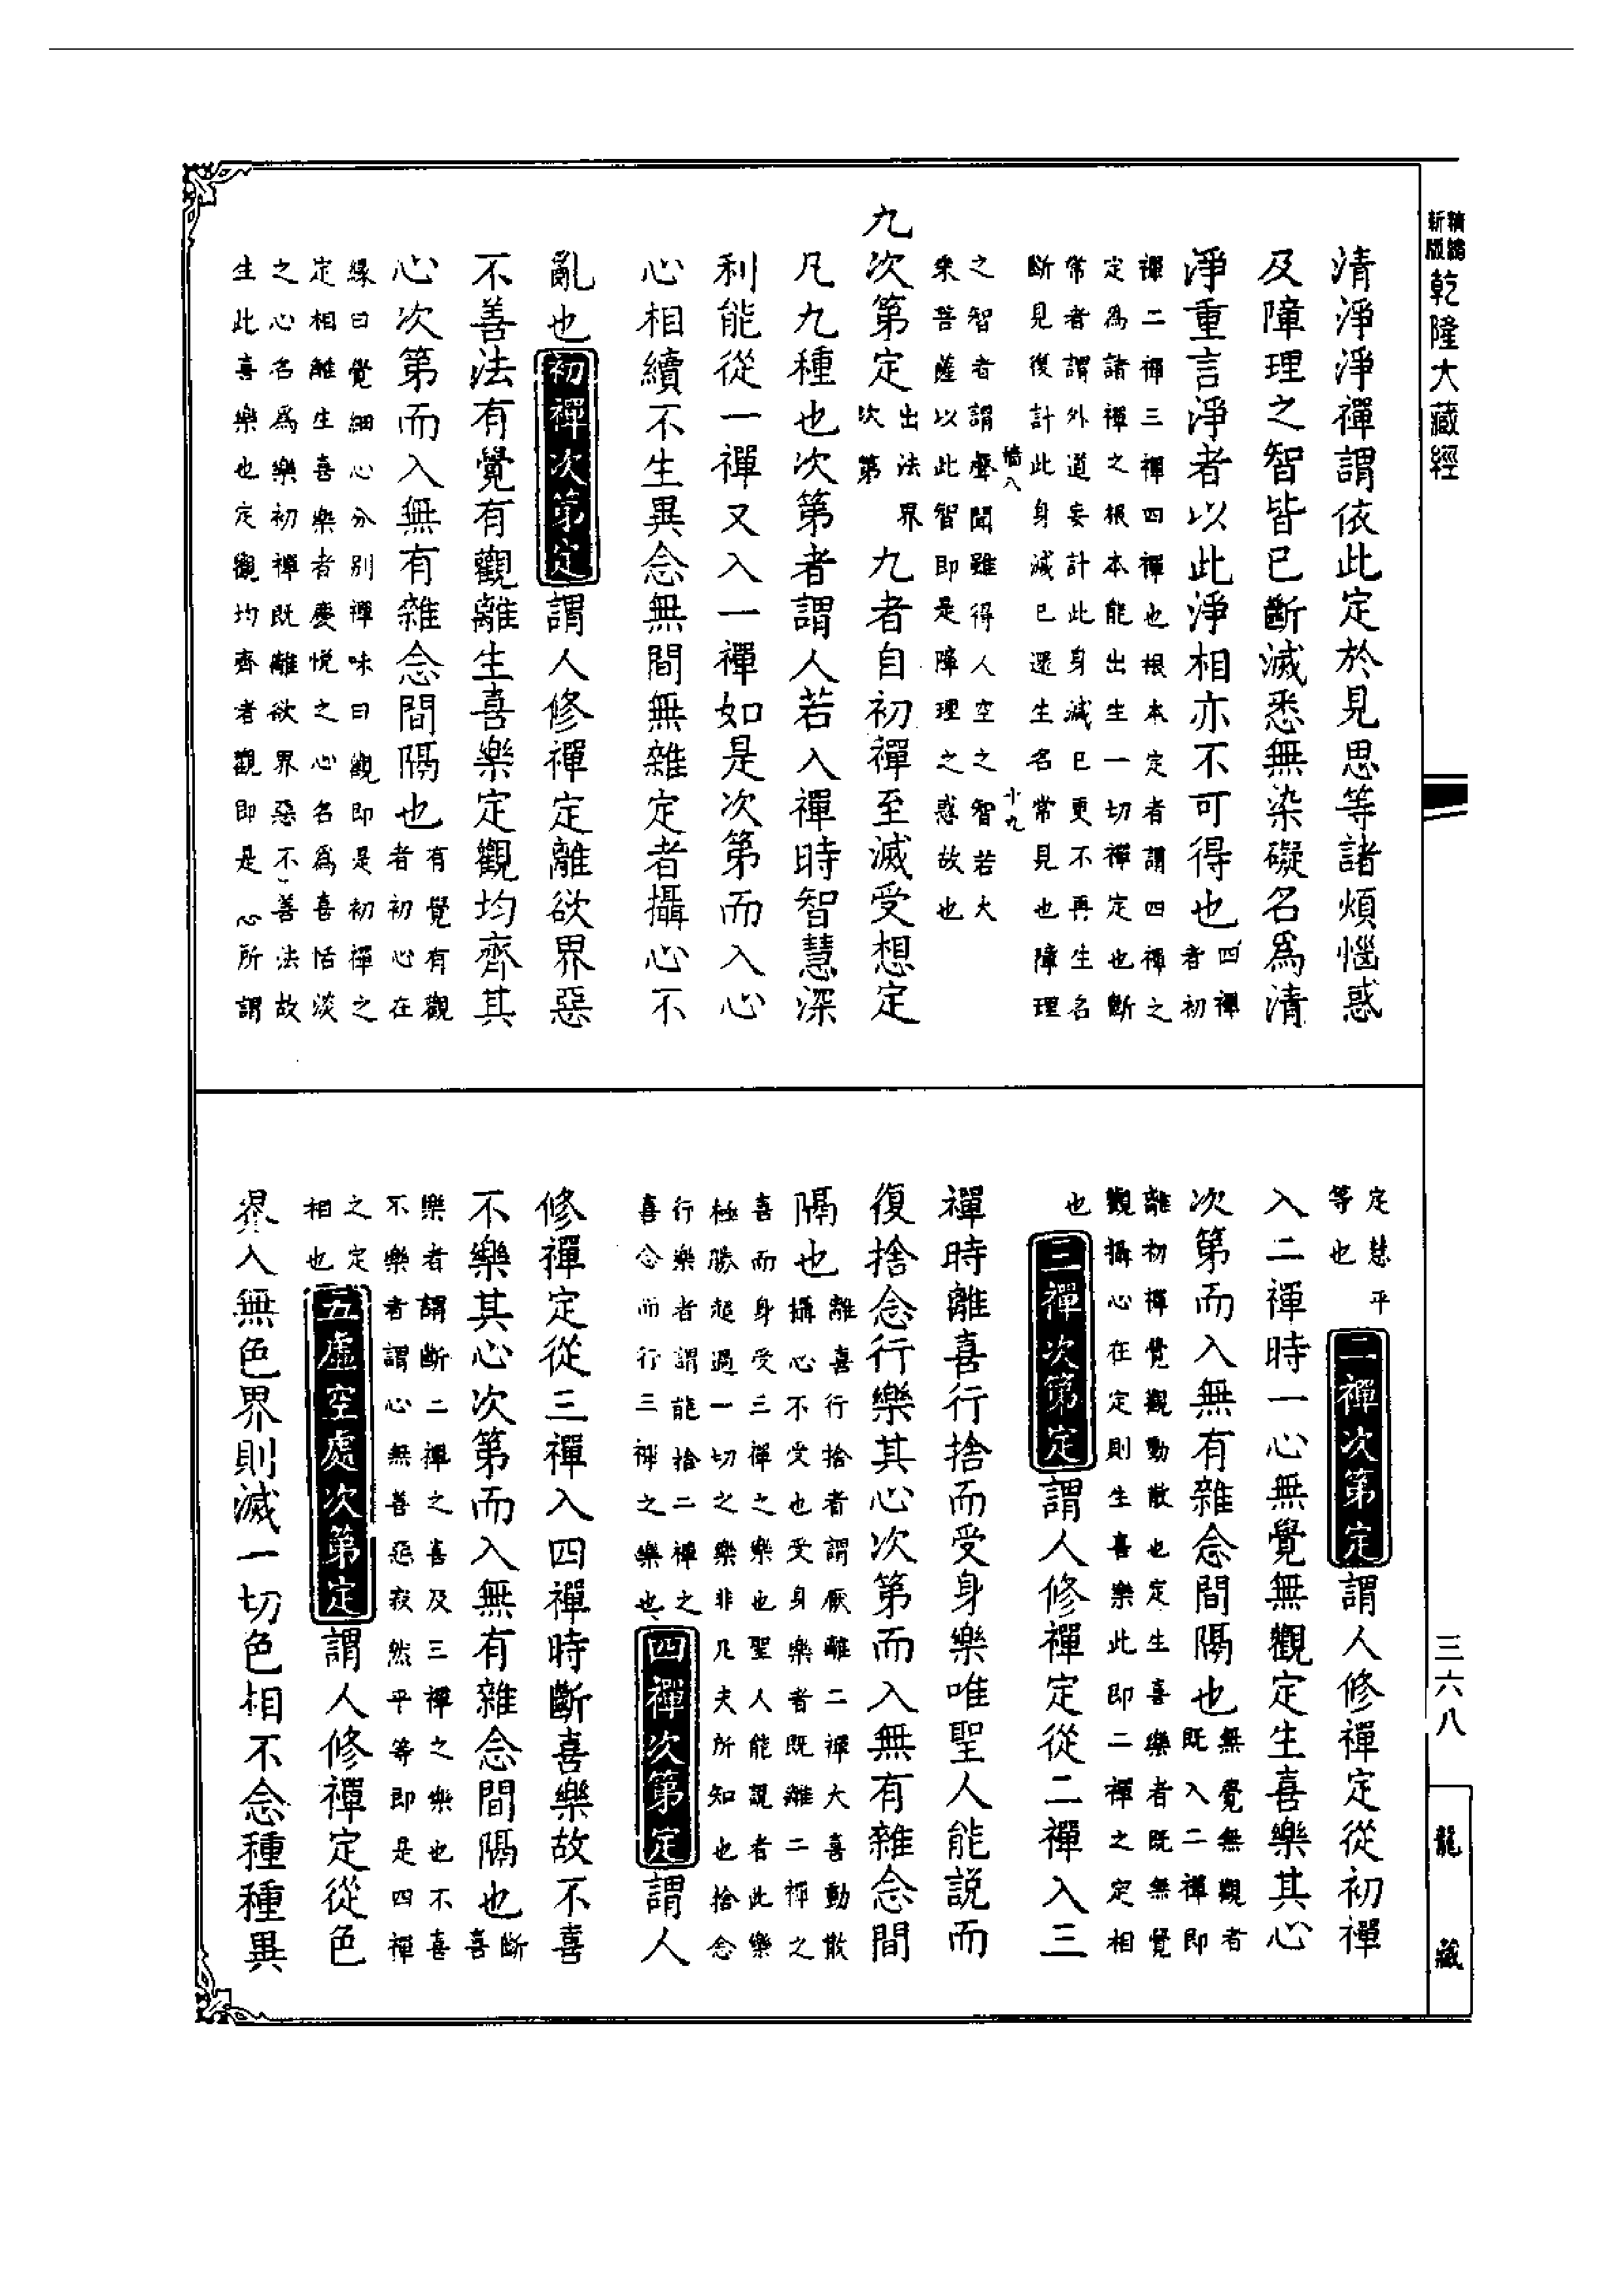 新編
精版
乾隆大藏經
清淨淨禪謂依此定於見思等諸煩惱惑
及障理之智皆已斷滅悉無染礙名爲清
淨重言淨者以此淨相亦不可得也四禪
者初
禪二禪三禪四禪也根本定者謂四禪之
定爲諸禪之根本能出生一切禪定也斷
常者謂外道妄計此身滅已更不再生名
斷見復計此身滅已還生名常見也障理
之智者謂聲聞雖得人空之智若大
乘菩薩以此智即是障理之惑故也
十九
九次第定出法界
次第
九者自初禪至滅受想定
凡九種也次第者謂人若入禪時智慧深
利能從一禪又入一禪如是次第而入心
心相續不生異念無間無雜定者攝心不
亂也初禪次第定謂人修禪定離欲界惡
不善法有覺有觀離生喜樂定觀均齊其
心次第而入無有雜念間隔也有覺有觀
者初心在
緣曰覺細心分別禪味曰觀即是初禪之
定相離生喜樂者慶悅之心名爲喜恬淡
之心名爲樂初禪既離欲界惡不善法故
生此喜樂也定觀均齊者觀即是心所謂
定慧平
等也
二禪次第定謂人修禪定從初禪
入二禪時一心無覺無觀定生喜樂其心
次第而入無有雜念間隔也無覺無觀者
既入二禪即
離初禪覺觀動散也定生喜樂者既無覺
觀攝心在定則生喜樂此即二禪之定相
也三禪次第定謂人修禪定從二禪入三
禪時離喜行捨而受身樂唯聖人能說而
復捨念行樂其心次第而入無有雜念間
隔也離喜行捨者謂厭離二禪大喜動散
攝心不受也受身樂者既離二禪之
喜而身受三禪之樂也聖人能說者此樂
極勝超過一切之樂非凡夫所知也捨念
行樂者謂能捨二禪之
喜念而行三禪之樂也
四禪次第定謂人
修禪定從三禪入四禪時斷喜樂故不喜
不樂其心次第而入無有雜念間隔也斷
喜
樂者謂斷二禪之喜及三禪之樂也不喜
不樂者謂心無善惡寂然平等即是四禪
之定
相也
五虛空處次第定謂人修禪定從色
界入無色界則滅一切色相不念種種異
三六八
龍
藏